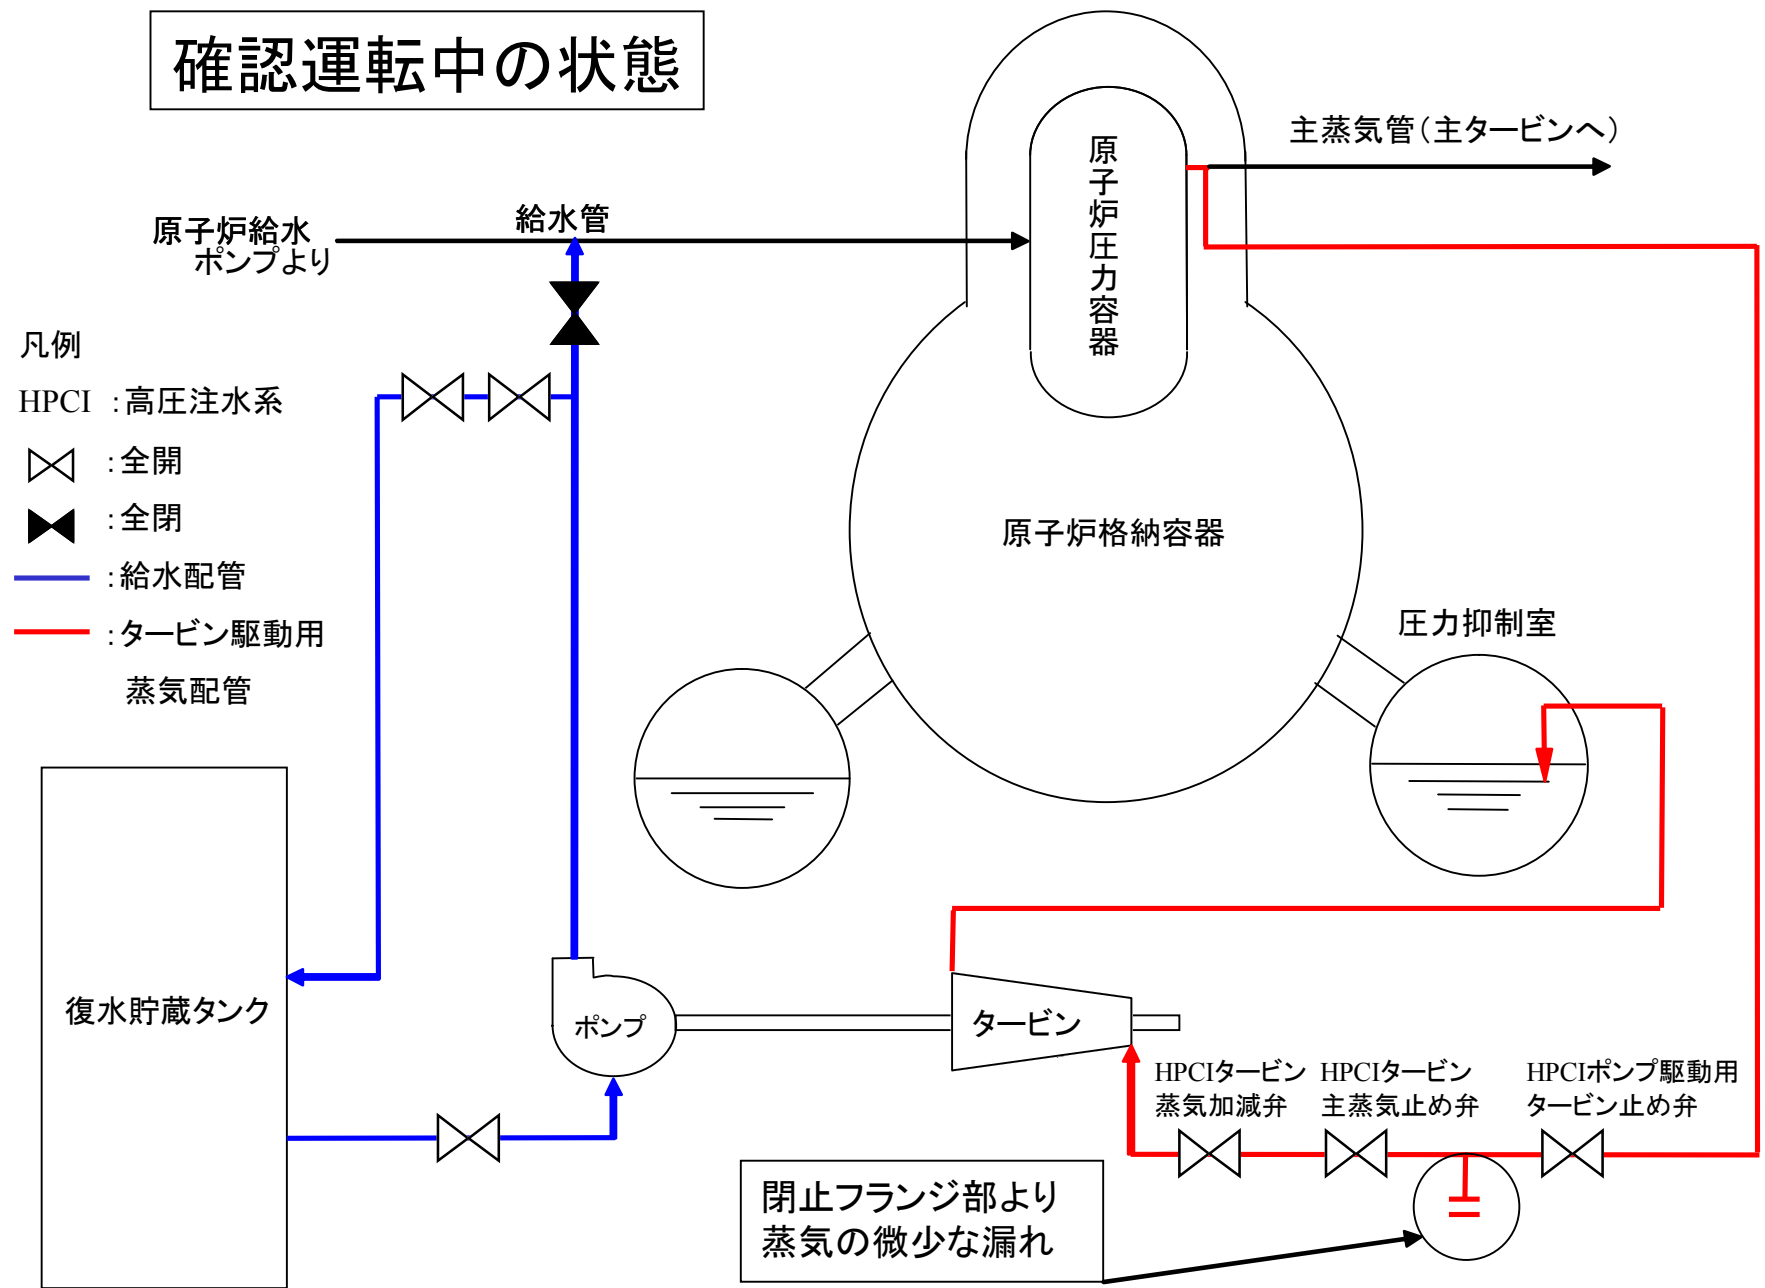 確認運転中の状態
主蒸気管(主タービンへ)
原子炉圧力容器
給水管
原子炉給水
ポンプより
凡例
HPCI :高圧注水系
:全開
:全閉
:給水配管
:タービン駆動用
蒸気配管
原子炉格納容器
圧力抑制室
復水貯蔵タンク
ポンプ
タービン
HPCIタービン
蒸気加減弁
HPCIタービン
主蒸気止め弁
HPCIポンプ駆動用
タービン止め弁
閉止フランジ部より
蒸気の微少な漏れ